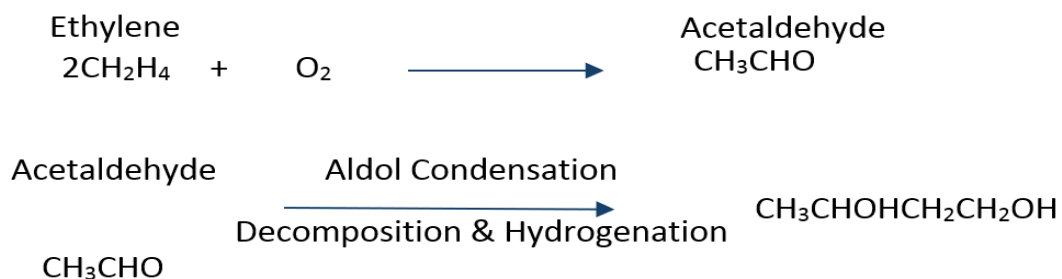 Ethylene
2CH₂H₄ + O₂
Acetaldehyde
CH₃CHO
Acetaldehyde
Aldol Condensation
CH₃CHOHCH₂CH₂OH
Decomposition & Hydrogenation
CH₃CHO